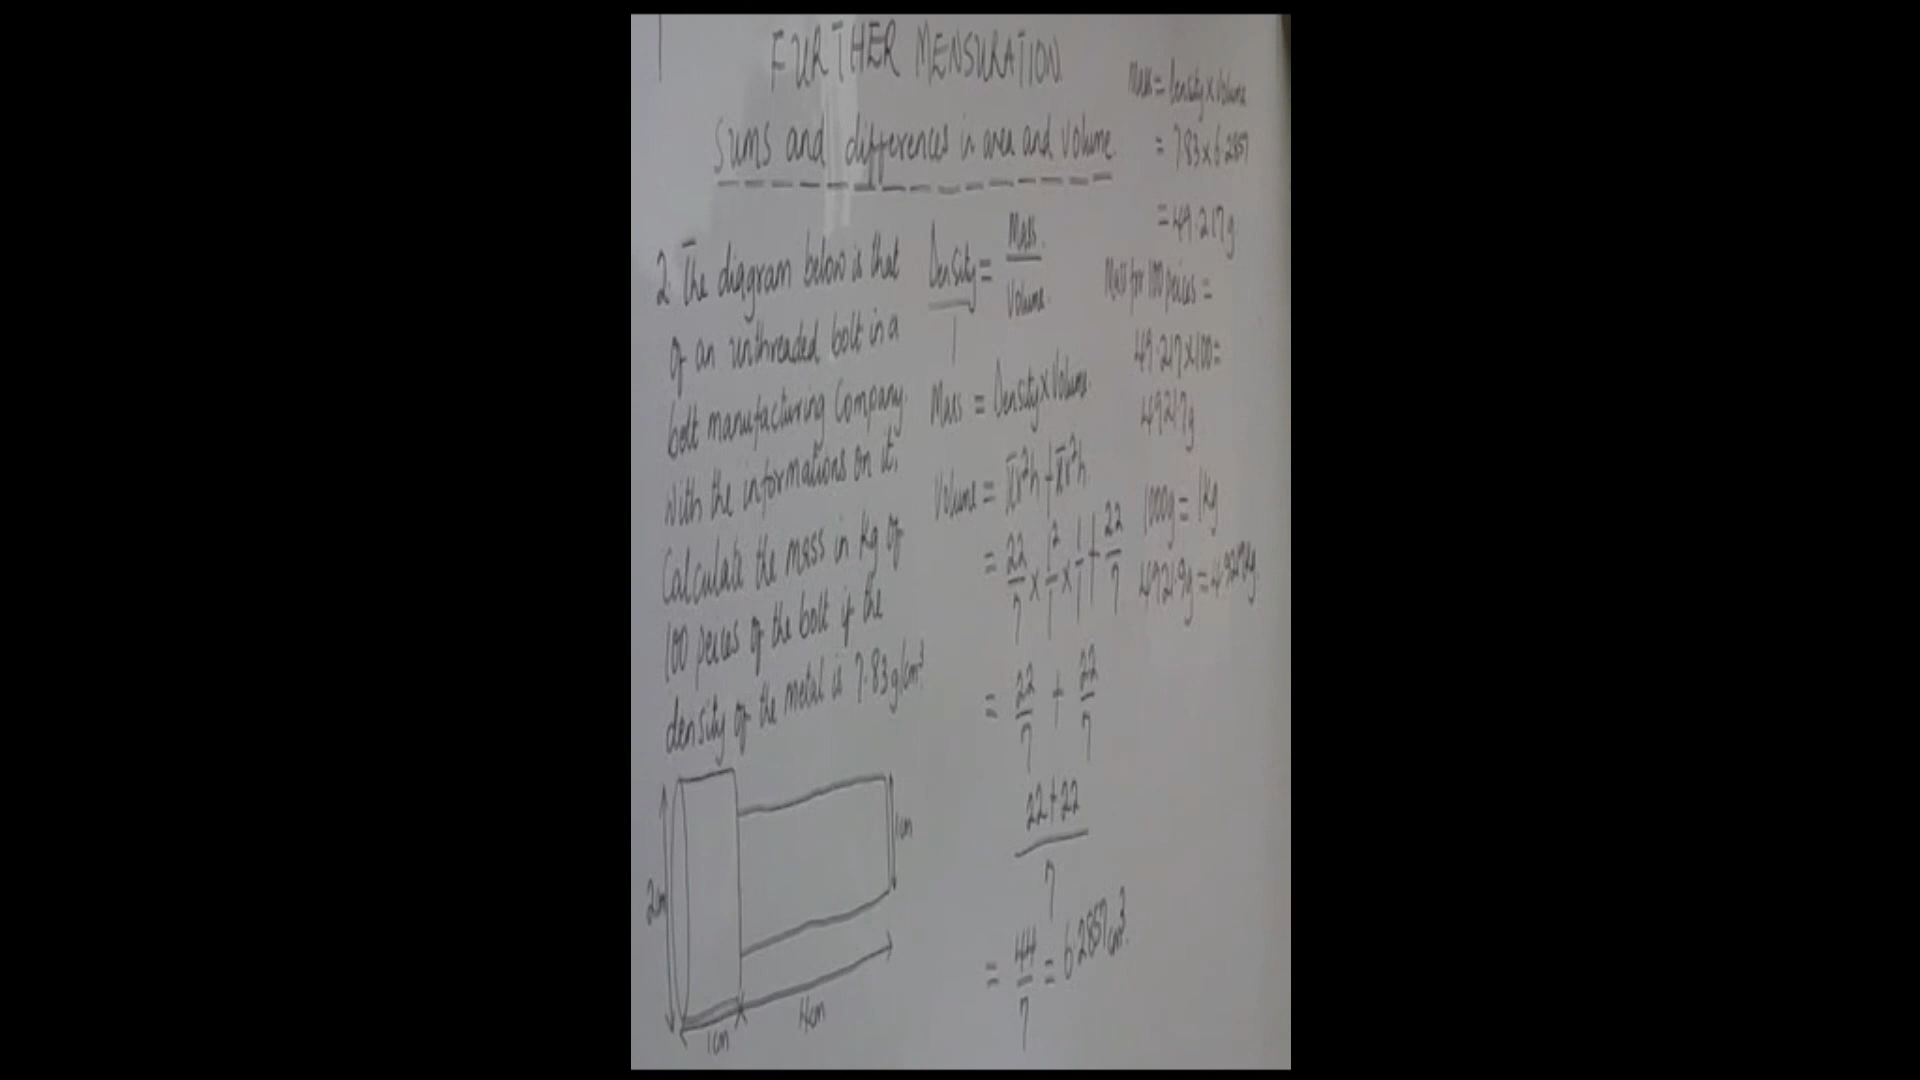 FURTHER MENSURATION
Sums and differences in area and volume
2. The diagram below is that
of an unthreaded bolt in a
bolt manufacturing company.
With the informations on it,
Calculate the mass in Kg of
100 peices of the bolt if the
density of the metal is 7.83g/cm³
2cm
1cm
4cm
1cm
Density = Mass
1 Volume
Mass = Density x Volume
Volume = πr²h + πr²h
= 22/7 x 1²/1 x 1/1 + 22/7
= 22/7 + 22/7
22+22
7
= 44/7 = 6.2857cm³
Mass = Density x Volume
= 7.83 x 6.2857
= 49.217g
Mass for 100 peices =
49.217x100=
4921.7g
1000g = 1Kg